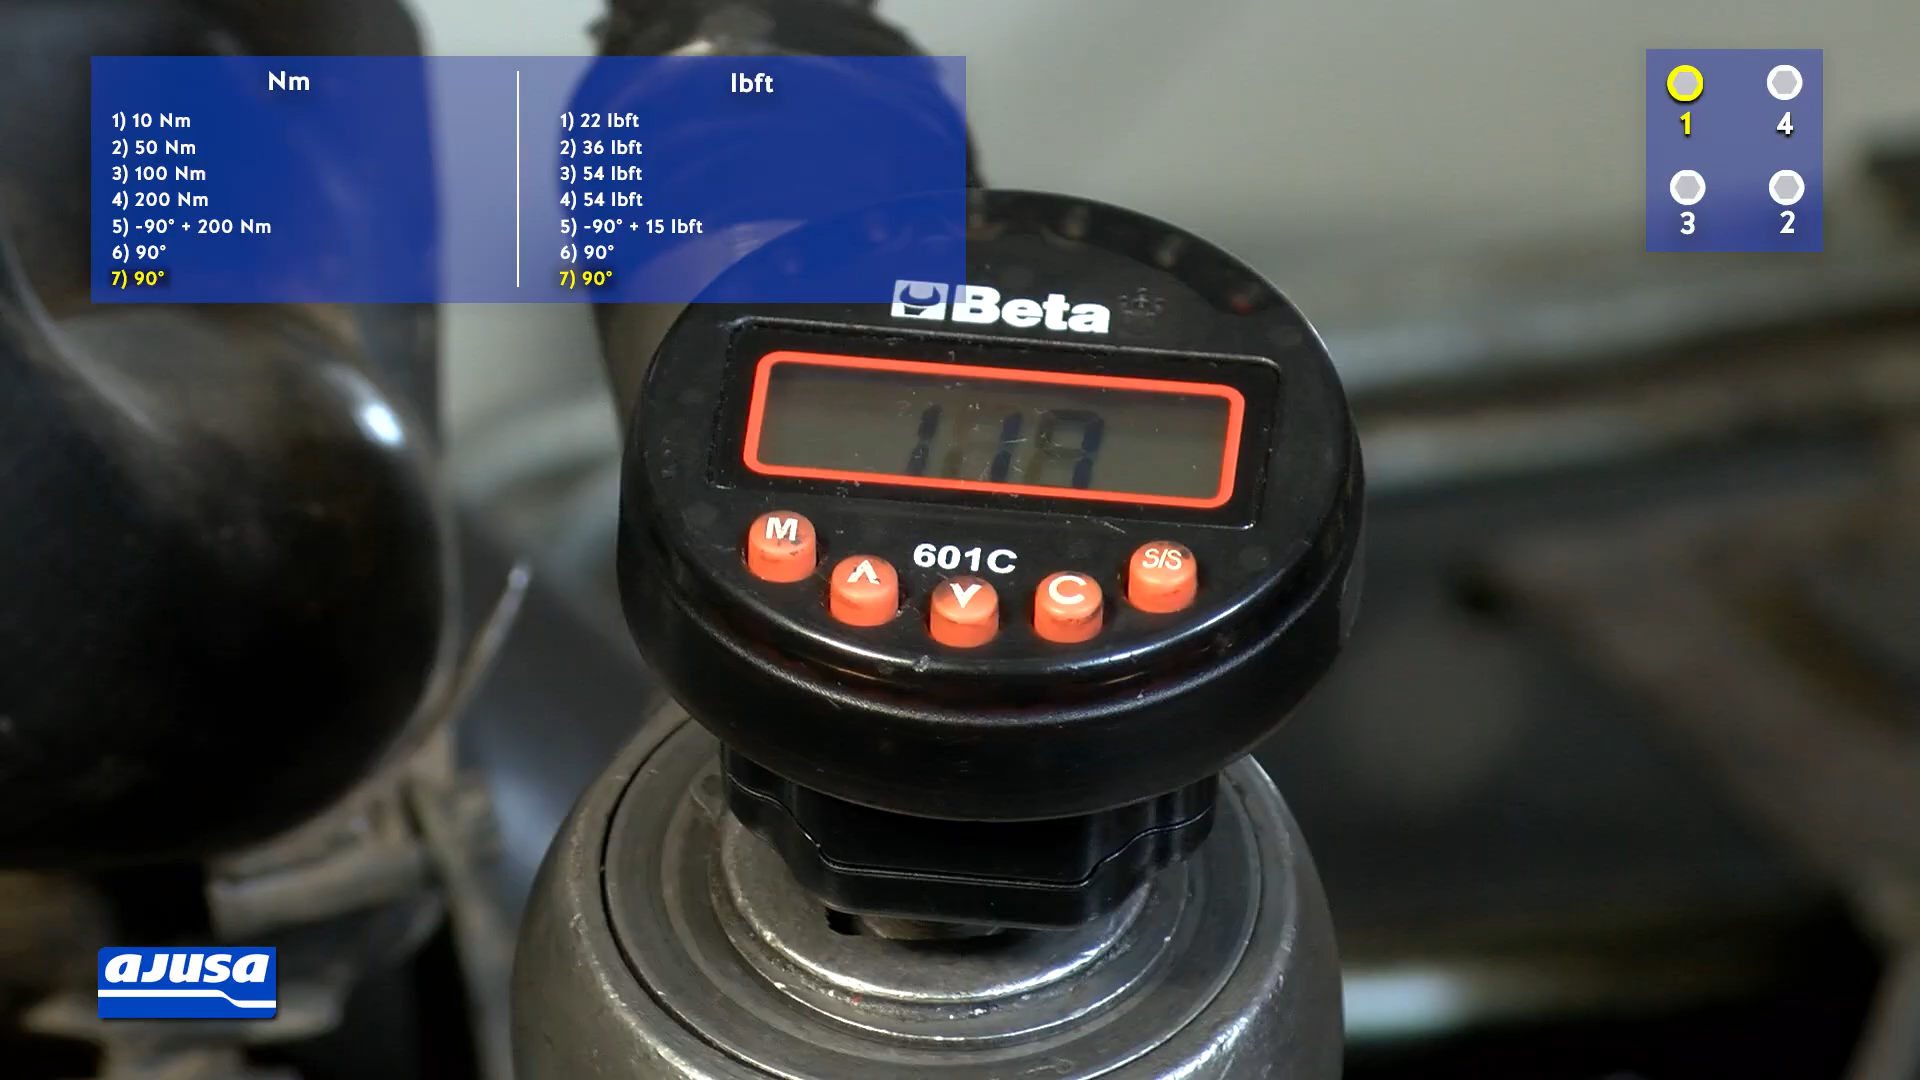 Nm
1) 10 Nm
2) 50 Nm
3) 100 Nm
4) 200 Nm
5) -90° + 200 Nm
6) 90°
7) 90°
lbft
1) 22 lbft
2) 36 lbft
3) 54 lbft
4) 54 lbft
5) -90° + 15 lbft
6) 90°
7) 90°
1
4
3
2
Beta
M
601C
C
S/S
AJUSA